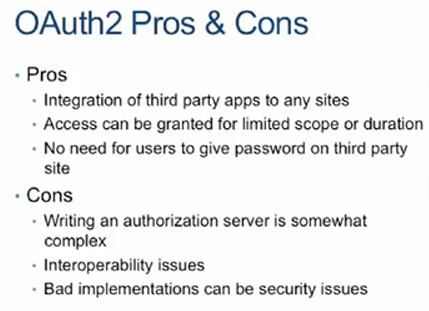 OAuth2 Pros & Cons
• Pros
• Integration of third party apps to any sites
• Access can be granted for limited scope or duration
• No need for users to give password on third party
site
• Cons
• Writing an authorization server is somewhat
complex
• Interoperability issues
• Bad implementations can be security issues